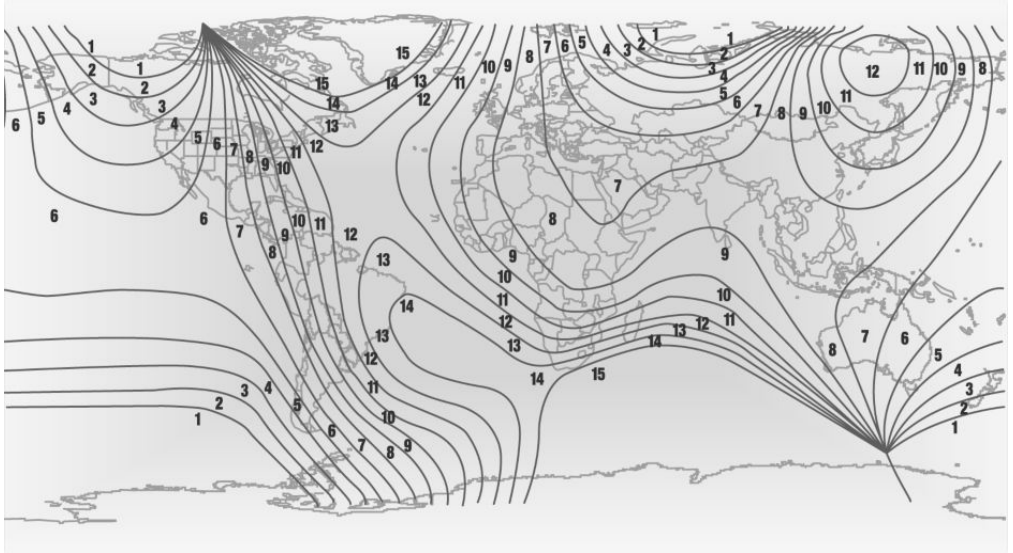 1 15 1 1
1 2 15 14 13 11 10 9 8 7 6 5 4 3 2 2 12 11 10 9 8
2 3 14 12 3 4 11
3 4 5 6 10
4 5 13 7 8 9
6 5 6 7 8 9 10 11 12
6 6 7 8 9 10 11 12 13 8 7 9
10 9
10
11 14 11
12 13 12 8 7 6
13 14 13 5
12 15 4
14
3 4 5 11 3
2 10 2
1 6 7 8 9 1